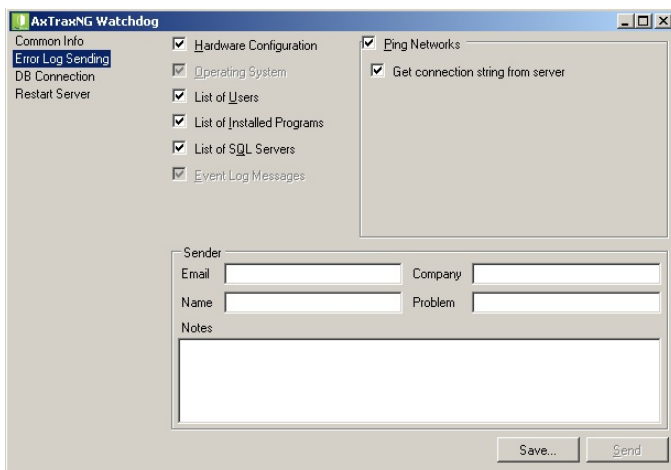 AxTraxNG Watchdog
Common Info
Error Log Sending
DB Connection
Restart Server
Hardware Configuration
Operating System
List of Users
List of Installed Programs
List of SQL Servers
Event Log Messages
Ping Networks
Get connection string from server
Sender
Email
Company
Name
Problem
Notes
Save...
Send